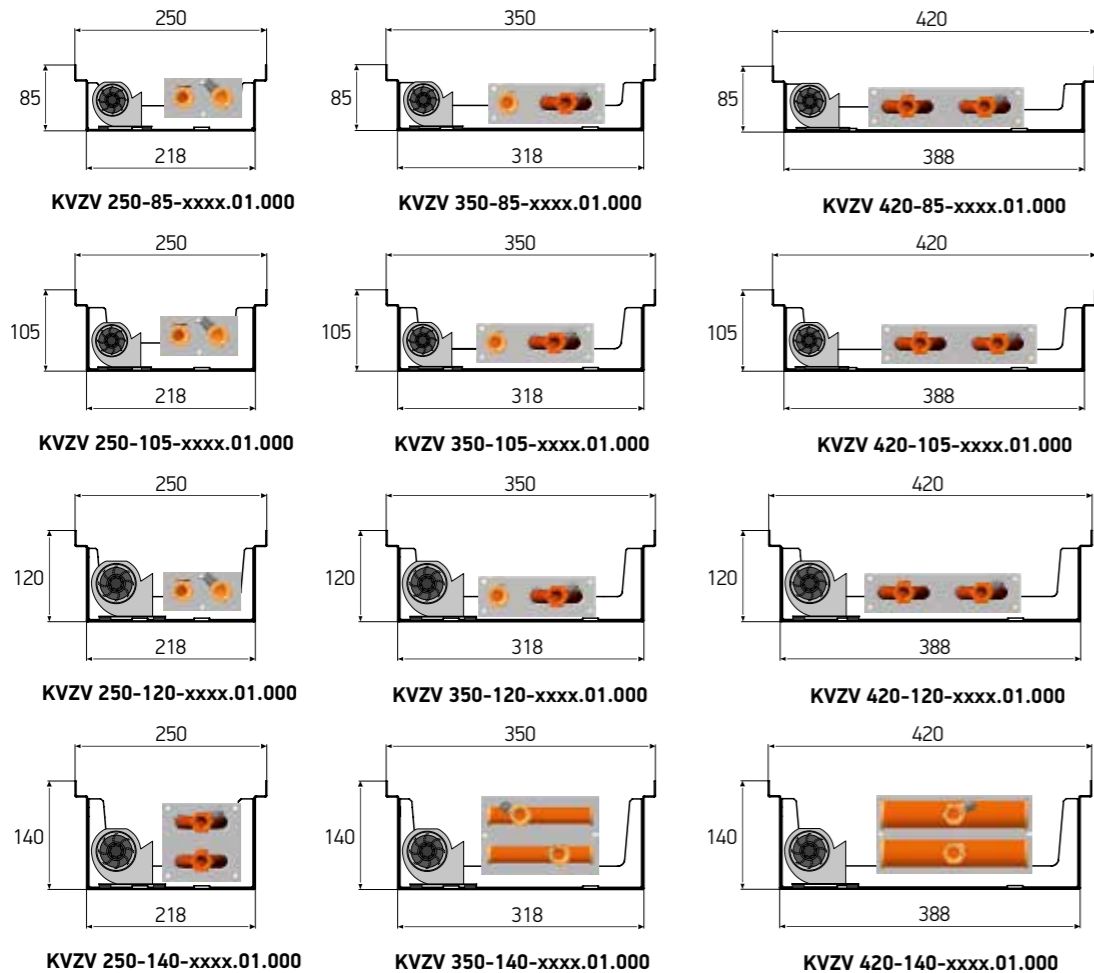 250 350 420
85 85 85
218 318 388
KVZV 250-85-xxxx.01.000 KVZV 350-85-xxxx.01.000 KVZV 420-85-xxxx.01.000
250 350 420
105 105 105
218 318 388
KVZV 250-105-xxxx.01.000 KVZV 350-105-xxxx.01.000 KVZV 420-105-xxxx.01.000
250 350 420
120 120 120
218 318 388
KVZV 250-120-xxxx.01.000 KVZV 350-120-xxxx.01.000 KVZV 420-120-xxxx.01.000
250 350 420
140 140 140
218 318 388
KVZV 250-140-xxxx.01.000 KVZV 350-140-xxxx.01.000 KVZV 420-140-xxxx.01.000